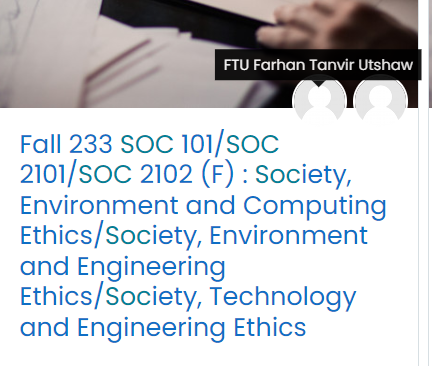 FTU Farhan Tanvir Utshaw
Fall 233 SOC 101/SOC
2101/SOC 2102 (F) : Society,
Environment and Computing
Ethics/Society, Environment
and Engineering
Ethics/Society, Technology
and Engineering Ethics